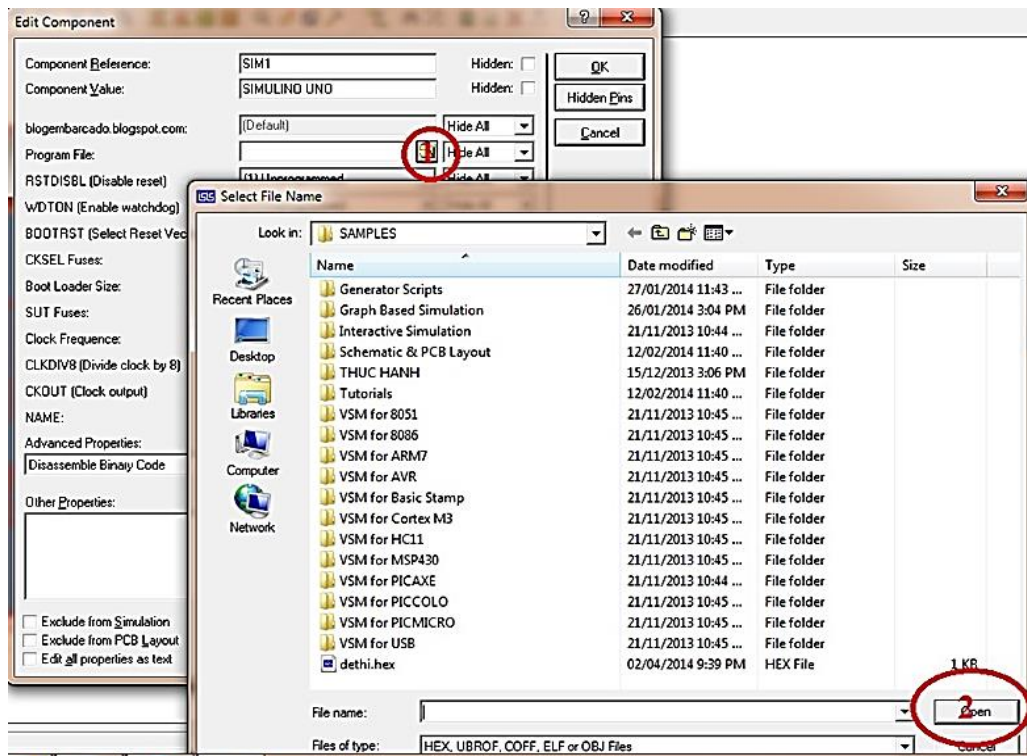 Edit Component
Component Reference: SIM1 Hidden:
Component Value: SIMULINO UNO Hidden:
blogembarcado.blogspot.com: (Default) Hide All
Program File: 1 Hide All
RSTDISBL (Disable reset) (1) Unprogrammed Hide All
WDTON (Enable watchdog)
BOOTRST (Select Reset Vec
CKSEL Fuses:
Boot Loader Size:
SUT Fuses:
Clock Frequence:
CLKDIV8 (Divide clock by 8)
CKOUT (Clock output)
NAME:
Advanced Properties:
Disassemble Binary Code
Other Properties:
Exclude from Simulation
Exclude from PCB Layout
Edit all properties as text
OK
Hidden Pins
Cancel
ISIS Select File Name
Look in: SAMPLES
Recent Places
Desktop
Libraries
Computer
Network
Name Date modified Type Size
Generator Scripts 27/01/2014 11:43 ... File folder
Graph Based Simulation 26/01/2014 3:04 PM File folder
Interactive Simulation 21/11/2013 10:44 ... File folder
Schematic & PCB Layout 12/02/2014 11:40 ... File folder
THUC HANH 15/12/2013 3:06 PM File folder
Tutorials 12/02/2014 11:40 ... File folder
VSM for 8051 21/11/2013 10:45 ... File folder
VSM for 8086 21/11/2013 10:45 ... File folder
VSM for ARM7 21/11/2013 10:45 ... File folder
VSM for AVR 21/11/2013 10:45 ... File folder
VSM for Basic Stamp 21/11/2013 10:45 ... File folder
VSM for Cortex M3 21/11/2013 10:45 ... File folder
VSM for HC11 21/11/2013 10:45 ... File folder
VSM for MSP430 21/11/2013 10:45 ... File folder
VSM for PICAXE 21/11/2013 10:44 ... File folder
VSM for PICCOLO 21/11/2013 10:45 ... File folder
VSM for PICMICRO 21/11/2013 10:45 ... File folder
VSM for USB 21/11/2013 10:45 ... File folder
dethi.hex 02/04/2014 9:39 PM HEX File 1 KB
File name: 2 Open
Files of type: HEX, UBROF, COFF, ELF or OBJ Files Cancel